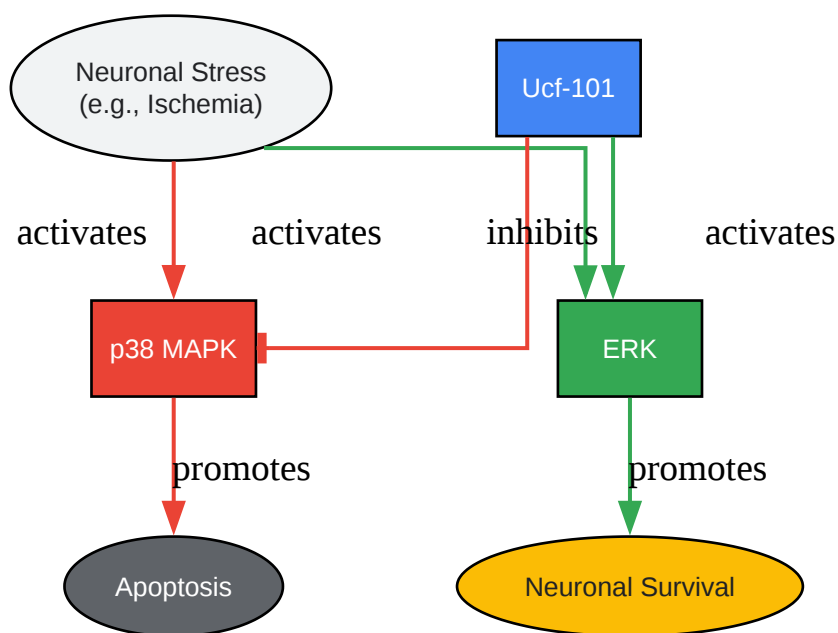 Neuronal Stress
(e.g., Ischemia)
Ucf-101
activates
activates
inhibits
activates
p38 MAPK
ERK
promotes
promotes
Apoptosis
Neuronal Survival